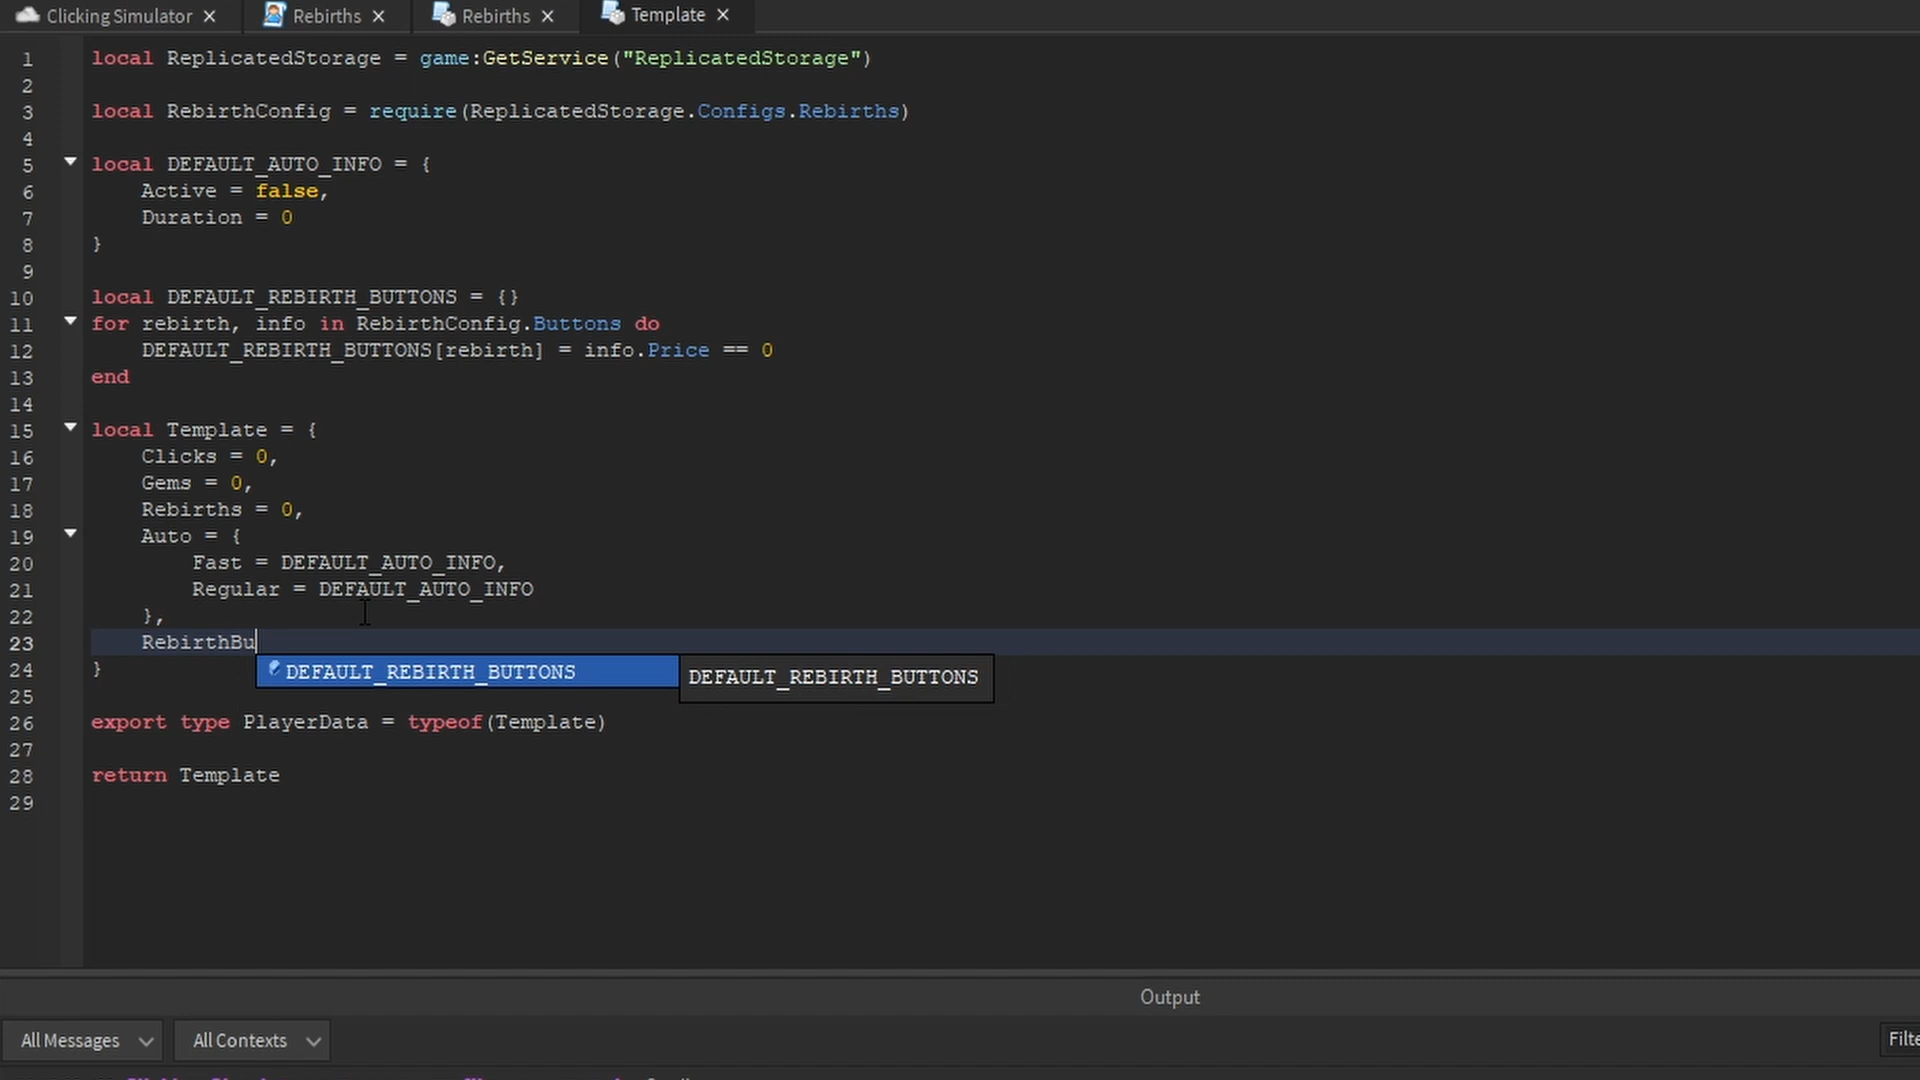 Clicking Simulator × Rebirths × Rebirths × Template ×
1 local ReplicatedStorage = game:GetService("ReplicatedStorage")
2
3 local RebirthConfig = require(ReplicatedStorage.Configs.Rebirths)
4
5 local DEFAULT_AUTO_INFO = {
6 Active = false,
7 Duration = 0
8 }
9
10 local DEFAULT_REBIRTH_BUTTONS = {}
11 for rebirth, info in RebirthConfig.Buttons do
12 DEFAULT_REBIRTH_BUTTONS[rebirth] = info.Price == 0
13 end
14
15 local Template = {
16 Clicks = 0,
17 Gems = 0,
18 Rebirths = 0,
19 Auto = {
20 Fast = DEFAULT_AUTO_INFO,
21 Regular = DEFAULT_AUTO_INFO
22 },
23 RebirthBu
24 }
DEFAULT_REBIRTH_BUTTONS DEFAULT_REBIRTH_BUTTONS
25
26 export type PlayerData = typeof(Template)
27
28 return Template
29
Output
All Messages All Contexts Filte